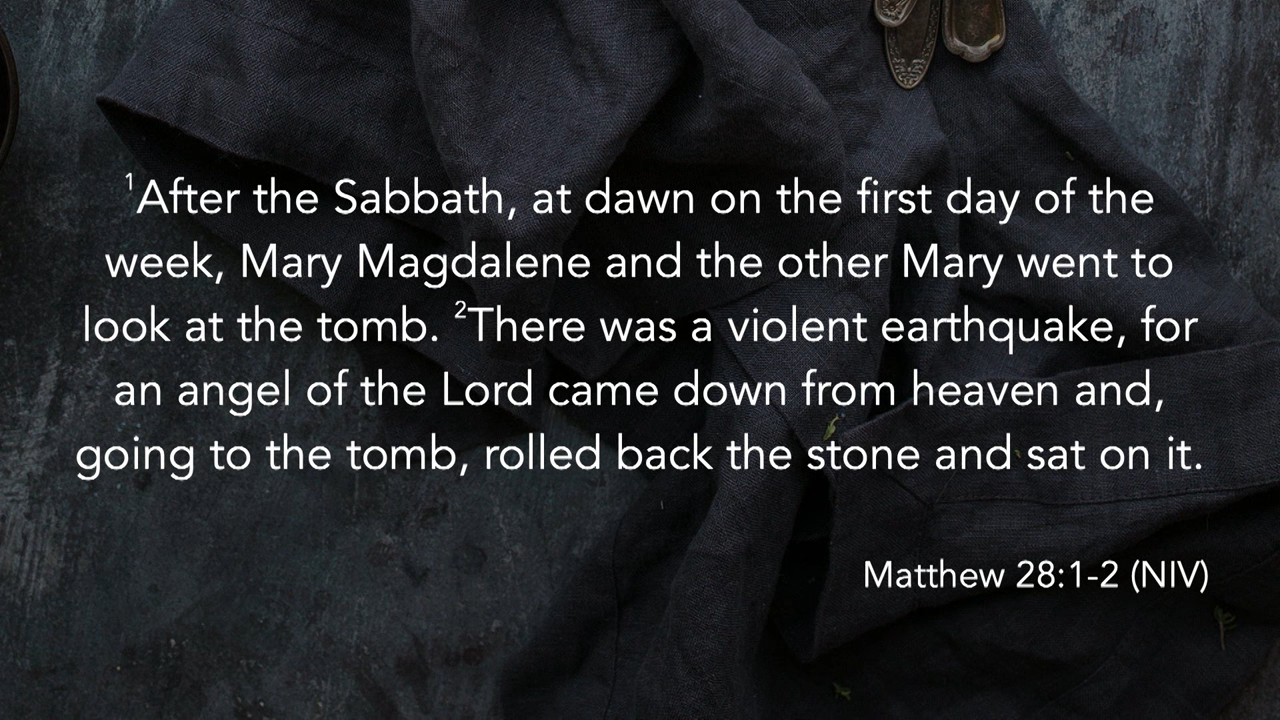 ¹After the Sabbath, at dawn on the first day of the
week, Mary Magdalene and the other Mary went to
look at the tomb. ²There was a violent earthquake, for
an angel of the Lord came down from heaven and,
going to the tomb, rolled back the stone and sat on it.
Matthew 28:1-2 (NIV)